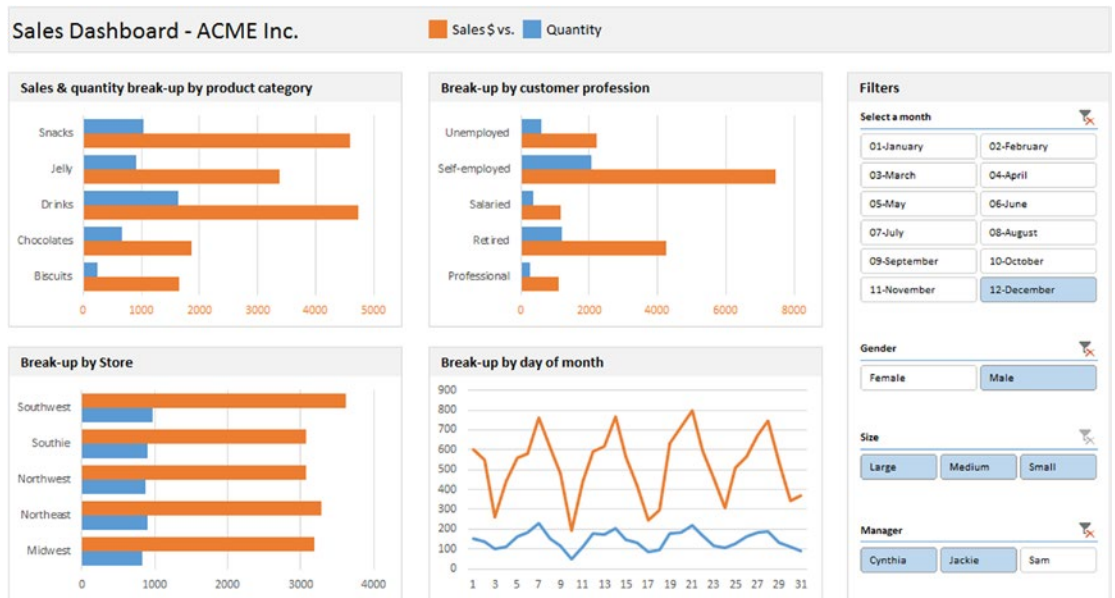 Sales Dashboard - ACME Inc.
Sales $ vs. Quantity
Sales & quantity break-up by product category
Snacks
Jelly
Drinks
Chocolates
Biscuits
0 1000 2000 3000 4000 5000
Break-up by customer profession
Unemployed
Self-employed
Salaried
Retired
Professional
0 2000 4000 6000 8000
Break-up by Store
Southwest
Southie
Northwest
Northeast
Midwest
0 1000 2000 3000 4000
Break-up by day of month
900
800
700
600
500
400
300
200
100
0
1 3 5 7 9 11 13 15 17 19 21 23 25 27 29 31
Filters
Select a month
01-January 02-February
03-March 04-April
05-May 06-June
07-July 08-August
09-September 10-October
11-November 12-December
Gender
Female Male
Size
Large Medium Small
Manager
Cynthia Jackie Sam